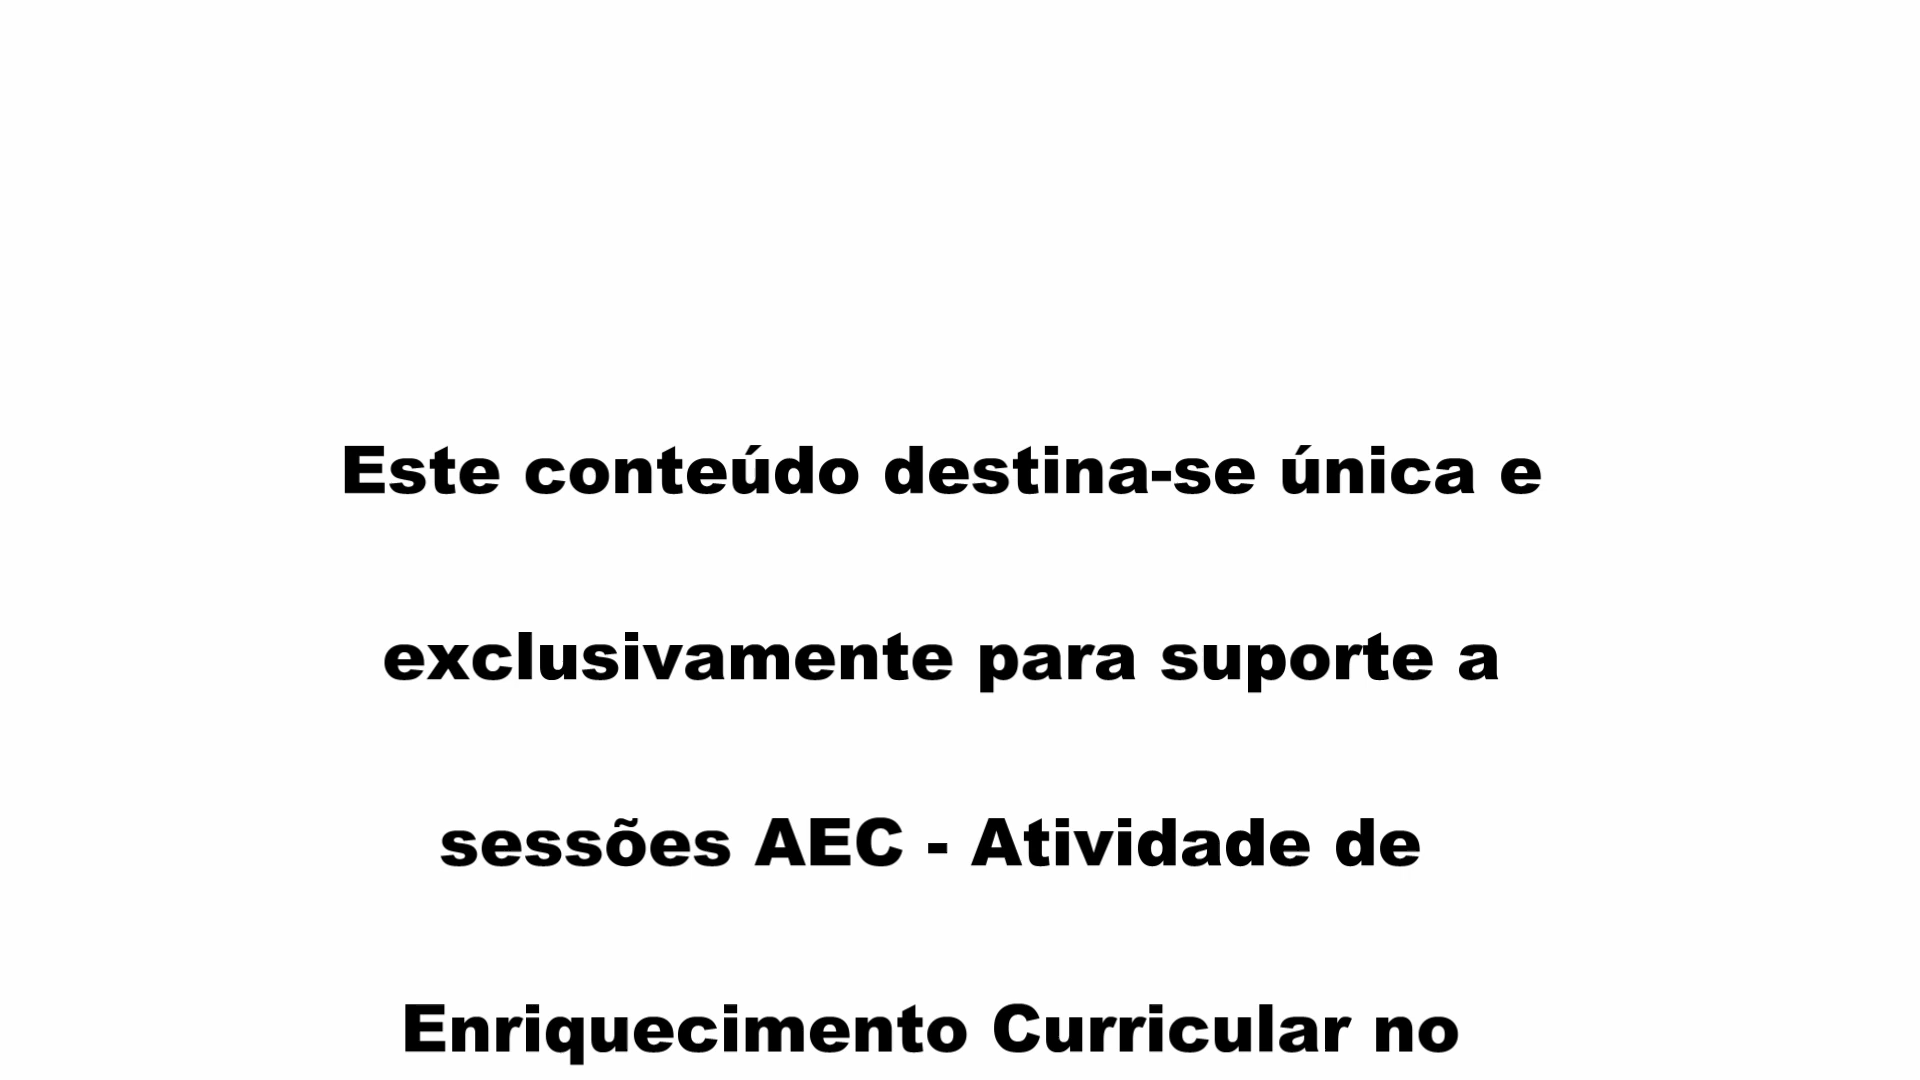 Este conteúdo destina-se única e
exclusivamente para suporte a
sessões AEC - Atividade de
Enriquecimento Curricular no